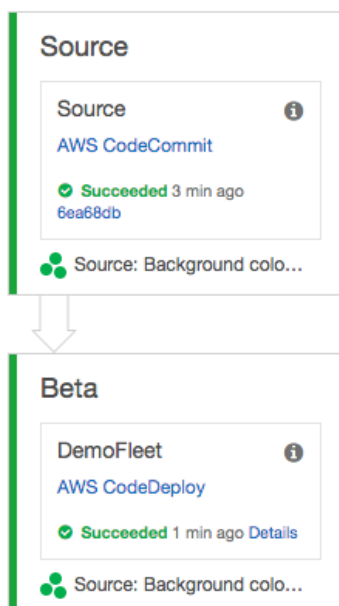 Source
Source
AWS CodeCommit
Succeeded 3 min ago
6ea68db
Source: Background colo...
Beta
DemoFleet
AWS CodeDeploy
Succeeded 1 min ago Details
Source: Background colo...